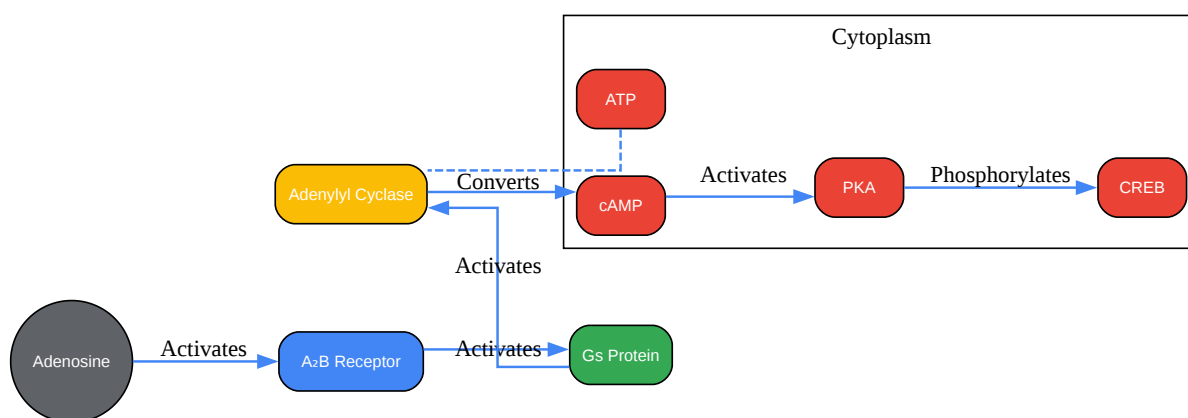 Cytoplasm
ATP
Adenylyl Cyclase
Converts
cAMP
Activates
PKA
Phosphorylates
CREB
Activates
Adenosine
Activates
A₂B Receptor
Activates
Gs Protein